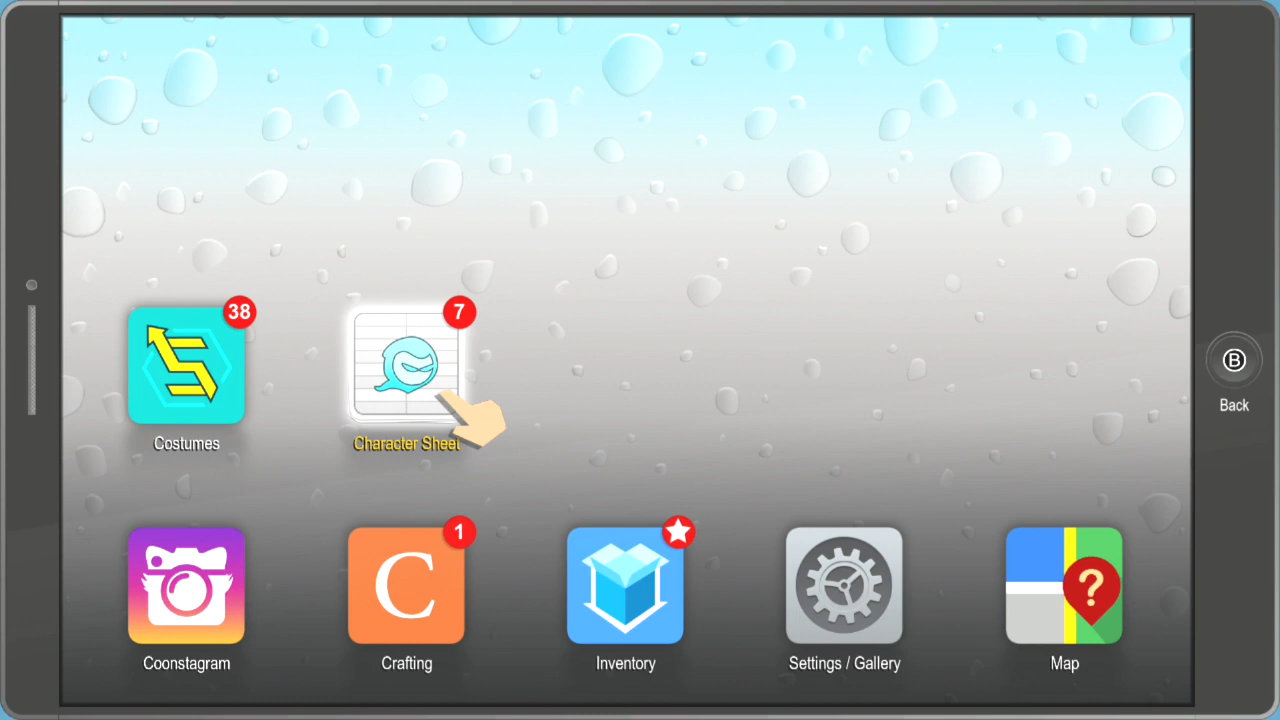 38
7
Costumes
Character Sheet
B
Back
1
C
?
Coonstagram
Crafting
Inventory
Settings / Gallery
Map